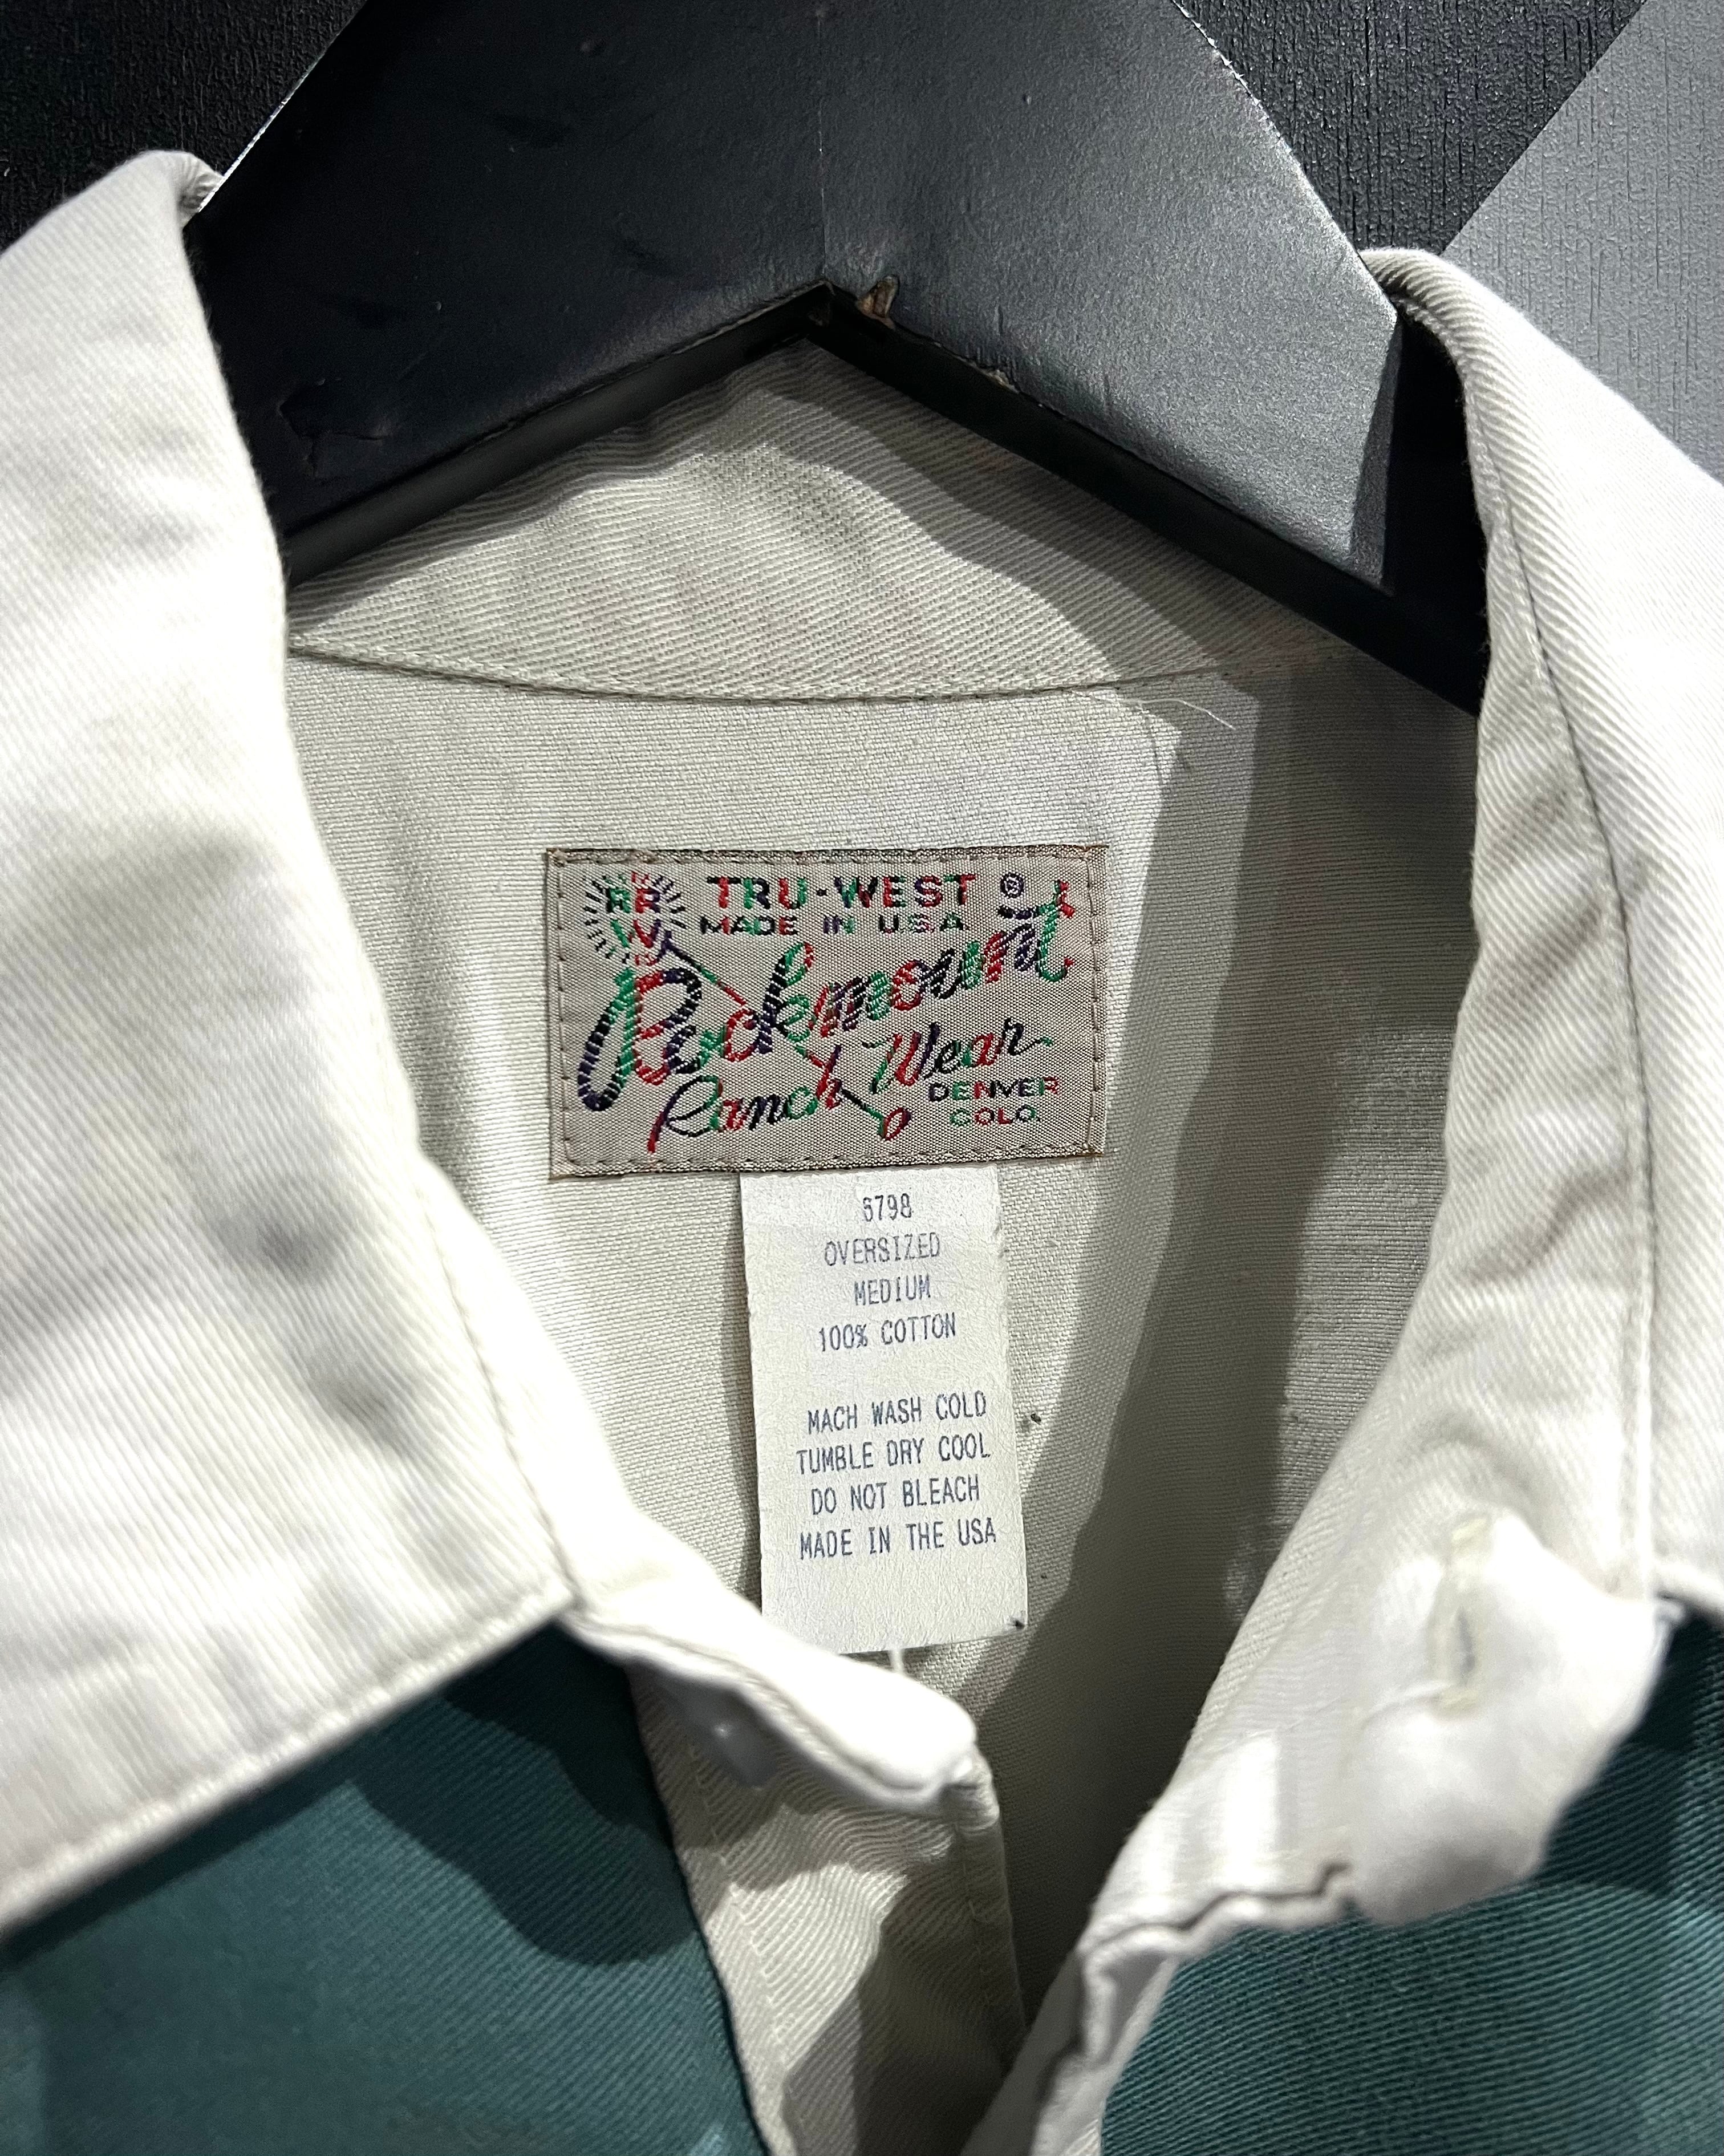 RR
W
TRU-WEST ®
MADE IN U.S.A.
Rockmount
Ranch Wear
DENVER
COLO.
6798
OVERSIZED
MEDIUM
100% COTTON
MACH WASH COLD
TUMBLE DRY COOL
DO NOT BLEACH
MADE IN THE USA